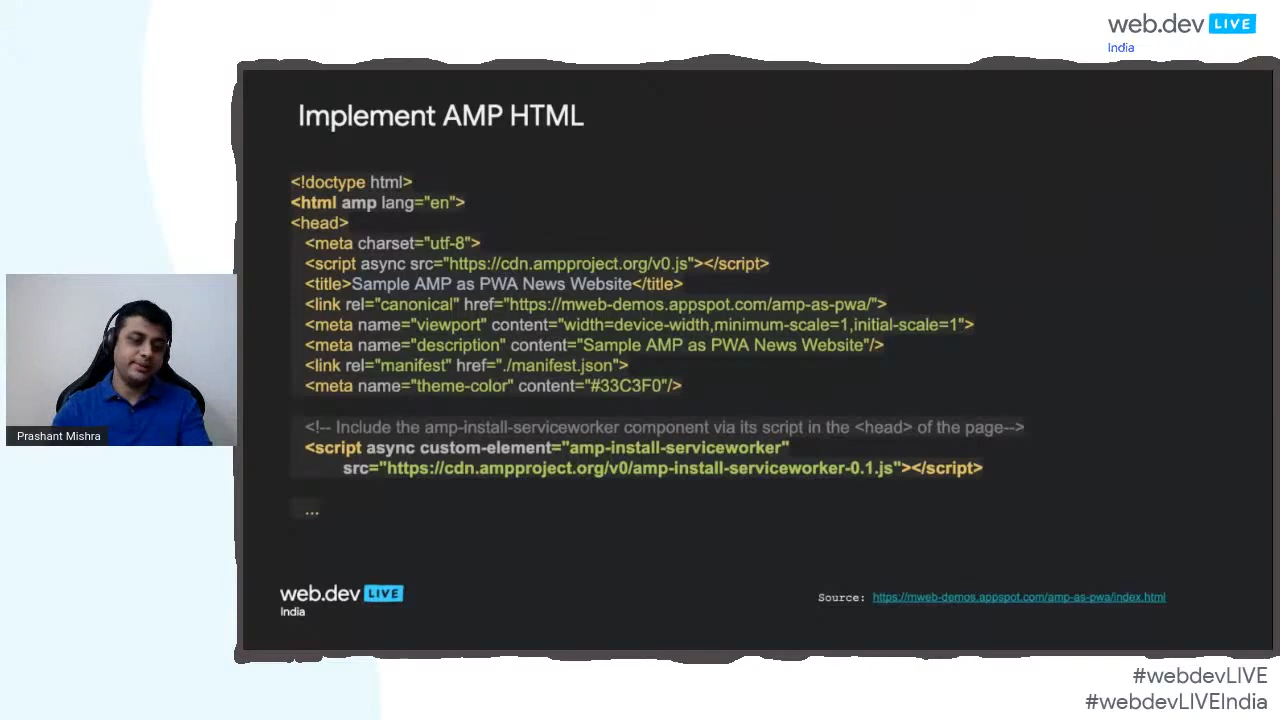 web.dev LIVE
India
Implement AMP HTML
<!doctype html>
<html amp lang="en">
<head>
<meta charset="utf-8">
<script async src="https://cdn.ampproject.org/v0.js"></script>
<title>Sample AMP as PWA News Website</title>
<link rel="canonical" href="https://mweb-demos.appspot.com/amp-as-pwa/">
<meta name="viewport" content="width=device-width,minimum-scale=1,initial-scale=1">
<meta name="description" content="Sample AMP as PWA News Website"/>
<link rel="manifest" href="./manifest.json">
<meta name="theme-color" content="#33C3F0"/>
<!-- Include the amp-install-serviceworker component via its script in the <head> of the page-->
<script async custom-element="amp-install-serviceworker"
src="https://cdn.ampproject.org/v0/amp-install-serviceworker-0.1.js"></script>
...
Prashant Mishra
web.dev LIVE
India
Source: https://mweb-demos.appspot.com/amp-as-pwa/index.html
#webdevLIVE
#webdevLIVEIndia